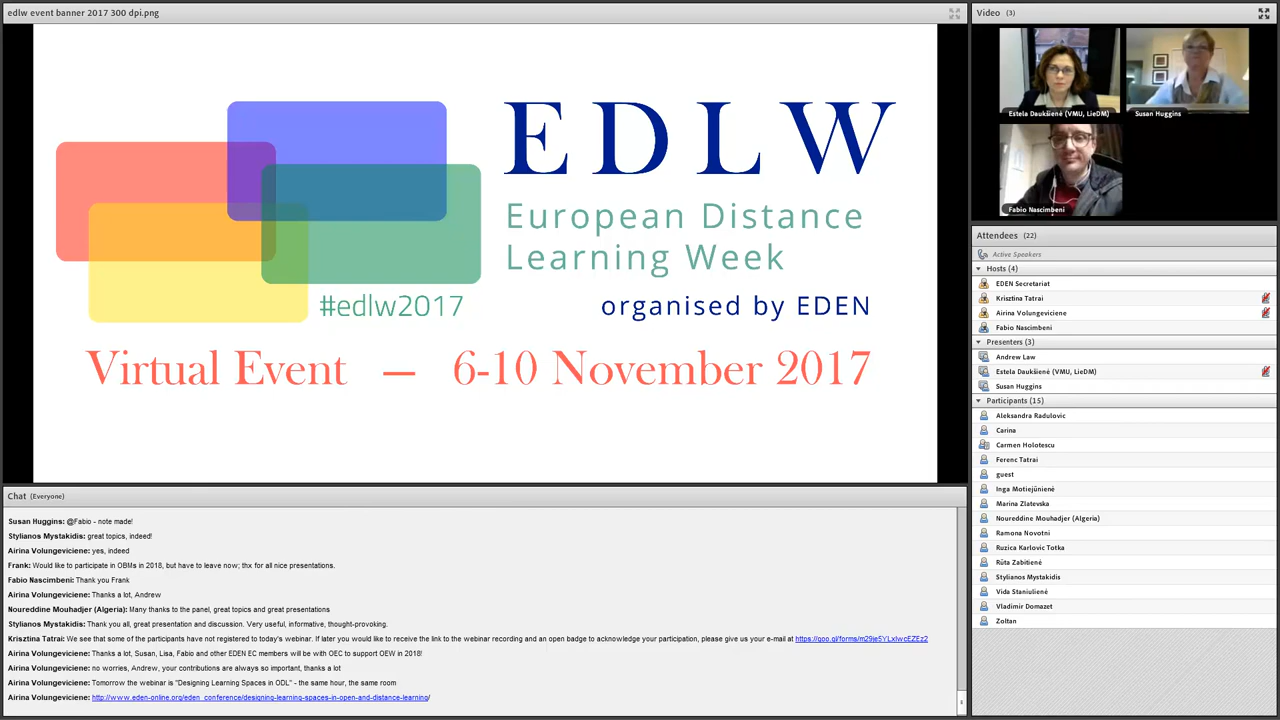 edlw event banner 2017 300 dpi.png
EDLW
European Distance
Learning Week
#edlw2017
organised by EDEN
Virtual Event — 6-10 November 2017
Chat (Everyone)
Susan Huggins: @Fabio - note made!
Stylianos Mystakidis: great topics, indeed!
Airina Volungeviciene: yes, indeed
Frank: Would like to participate in OBMs in 2018, but have to leave now; thx for all nice presentations.
Fabio Nascimbeni: Thank you Frank
Airina Volungeviciene: Thanks a lot, Andrew
Noureddine Mouhadjer (Algeria): Many thanks to the panel, great topics and great presentations
Stylianos Mystakidis: Thank you all, great presentation and discussion. Very useful, informative, thought-provoking.
Krisztina Tatrai: We see that some of the participants have not registered to today's webinar. If later you would like to receive the link to the webinar recording and an open badge to acknowledge your participation, please give us your e-mail at
Airina Volungeviciene: Thanks a lot, Susan, Lisa, Fabio and other EDEN EC members will be with OEC to support OEW in 2018!
Airina Volungeviciene: no worries, Andrew, your contributions are always so important, thanks a lot
Airina Volungeviciene: Tomorrow the webinar is "Designing Learning Spaces in ODL" - the same hour, the same room
Airina Volungeviciene: http://www.eden-online.org/eden_conference/designing-learning-spaces-in-open-and-distance-learning/
Video (3)
Estela Daukšienė (VMU, LieDM)
Susan Huggins
Fabio Nascimbeni
Attendees (22)
Active Speakers
Hosts (4)
EDEN Secretariat
Krisztina Tatrai
Airina Volungeviciene
Fabio Nascimbeni
Presenters (3)
Andrew Law
Estela Daukšienė (VMU, LieDM)
Susan Huggins
Participants (15)
Aleksandra Radulovic
Carina
Carmen Holotescu
Ferenc Tatrai
guest
Inga Motiejūnienė
Marina Zlatevska
Noureddine Mouhadjer (Algeria)
Ramona Novotni
Ruzica Karlovic Totka
Rūta Zabitienė
Stylianos Mystakidis
Vida Staniulienė
Vladimir Domazet
Zoltan